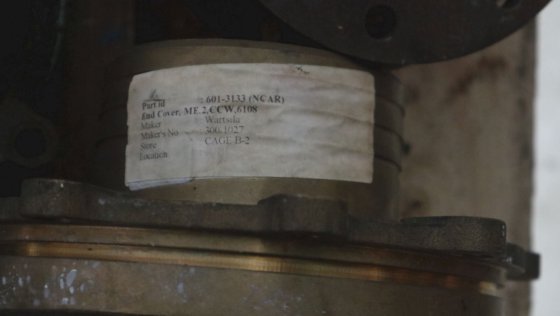 Part id : 601-3133 (NCAR)
End Cover, ME 2,CCW,6108
Maker Wartsila
Maker's No 300.1027
Store CAGE B-2
Location